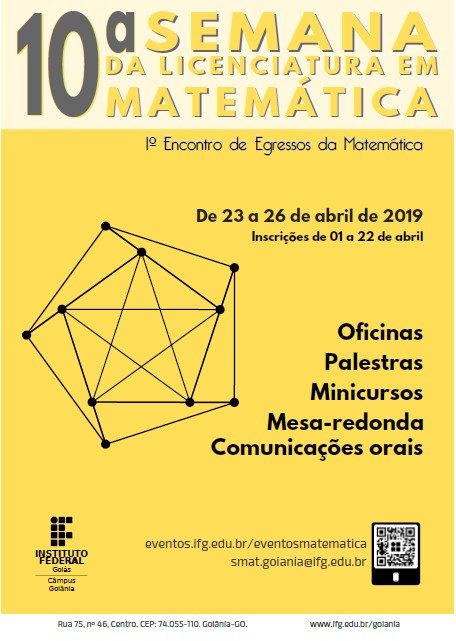 10ª SEMANA
DA LICENCIATURA EM
MATEMÁTICA
1º Encontro de Egressos da Matemática
De 23 a 26 de abril de 2019
Inscrições de 01 a 22 de abril
Oficinas
Palestras
Minicursos
Mesa-redonda
Comunicações orais
eventos.ifg.edu.br/eventosmatematica
smat.goiania@ifg.edu.br
INSTITUTO
FEDERAL
Goiás
Câmpus
Goiânia
Rua 75, nº 46, Centro. CEP: 74.055-110. Goiânia-GO.
www.ifg.edu.br/goiania